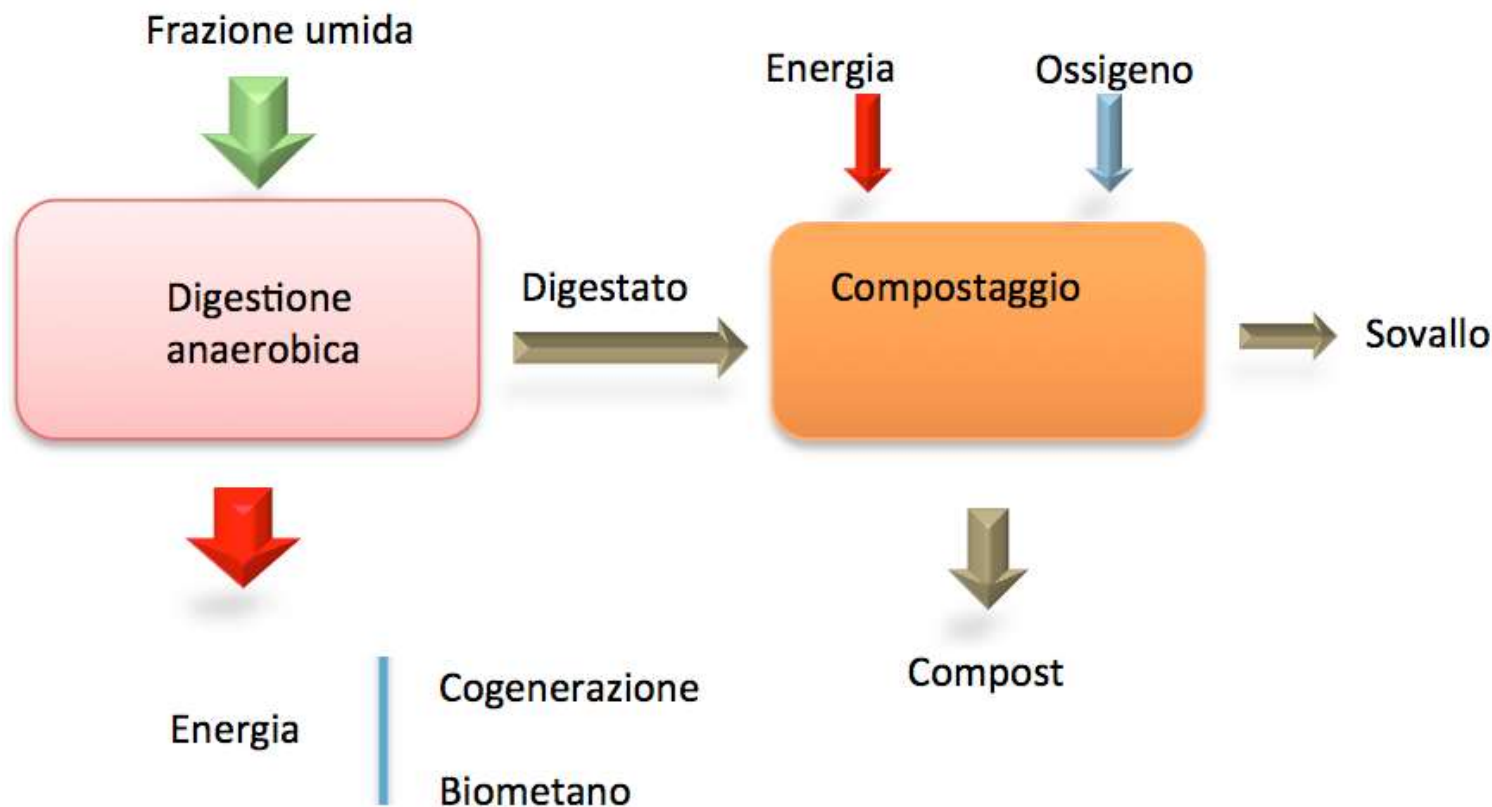 Frazione umida
Energia
Ossigeno
Digestione
anaerobica
Digestato
Compostaggio
Sovallo
Compost
Energia
Cogenerazione
Biometano